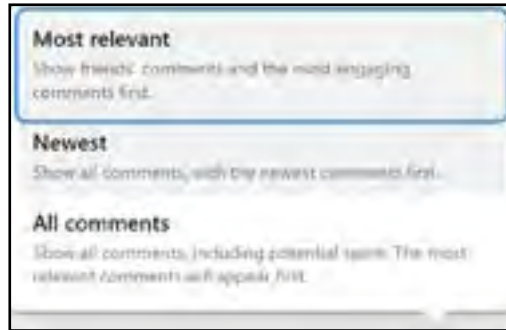 Most relevant
Show friends' comments and the most engaging
comments first.
Newest
Show all comments, with the newest comments first.
All comments
Show all comments, including potential spam. The most
relevant comments will appear first.